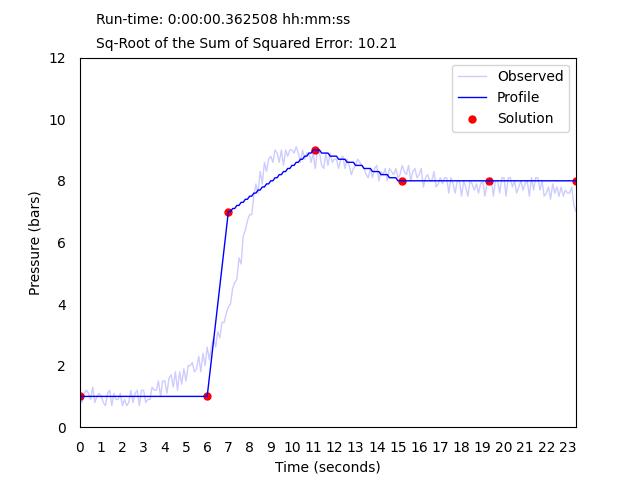 Run-time: 0:00:00.362508 hh:mm:ss
Sq-Root of the Sum of Squared Error: 10.21
12
10
8
6
4
2
0
Pressure (bars)
Observed
Profile
Solution
0 1 2 3 4 5 6 7 8 9 10 11 12 13 14 15 16 17 18 19 20 21 22 23
Time (seconds)